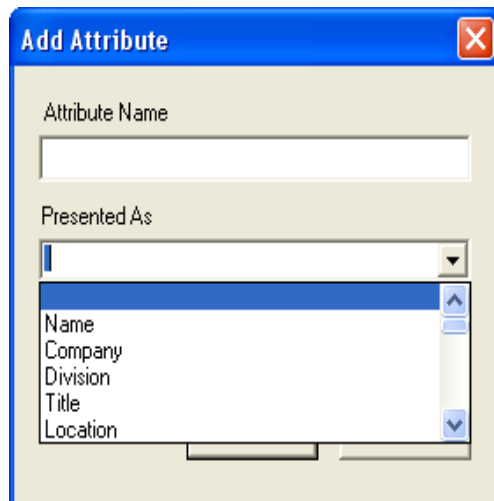 Add Attribute
Attribute Name
Presented As
Name
Company
Division
Title
Location